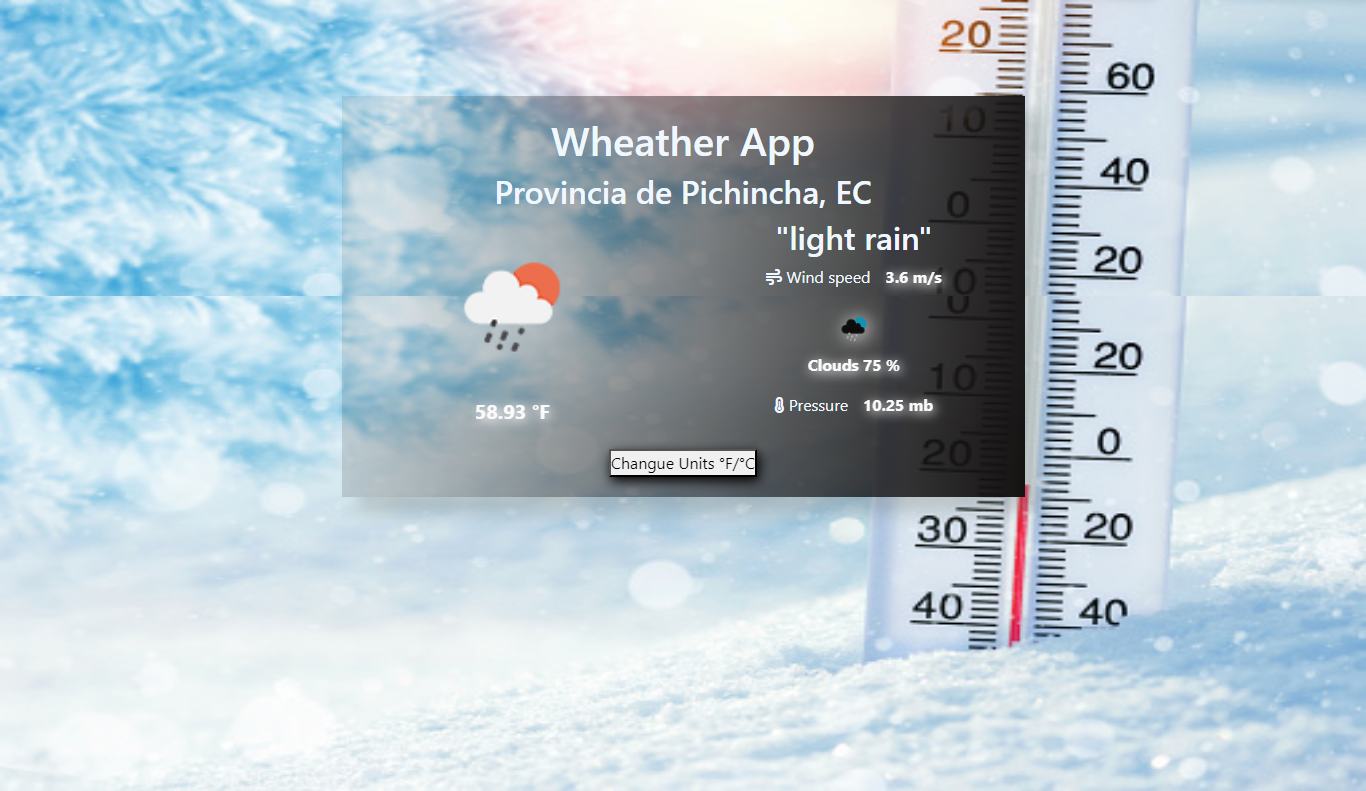 Wheather App
Provincia de Pichincha, EC
"light rain"
Wind speed 3.6 m/s
Clouds 75 %
58.93 °F
Pressure 10.25 mb
Changue Units °F/°C
20
60
10
40
0
20
10
0
20
10
0
20
30
20
40
40